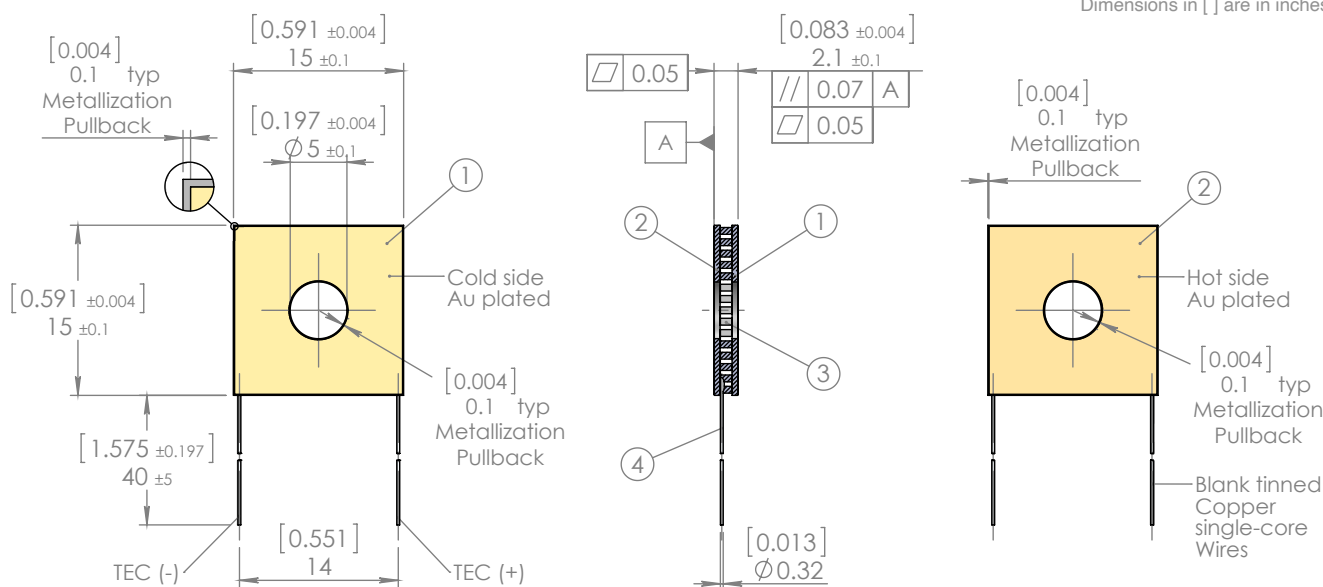 Dimensions in [ ] are in inches
[0.004]
0.1 typ
Metallization
Pullback
[0.591 ±0.004]
15 ±0.1
[0.197 ±0.004]
∅5 ±0.1
1
Cold side
Au plated
[0.591 ±0.004]
15 ±0.1
[0.004]
0.1 typ
Metallization
Pullback
[1.575 ±0.197]
40 ±5
[0.551]
14
TEC (-)
TEC (+)
⏥ 0.05
[0.083 ±0.004]
2.1 ±0.1
// 0.07 A
⏥ 0.05
A
2
1
3
4
[0.013]
∅0.32
[0.004]
0.1 typ
Metallization
Pullback
2
Hot side
Au plated
[0.004]
0.1 typ
Metallization
Pullback
Blank tinned
Copper
single-core
Wires